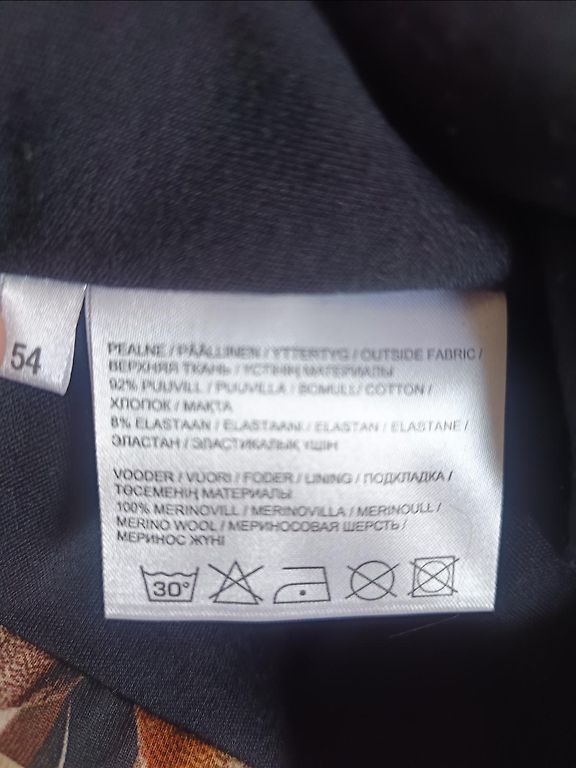 54
PEALNE / PÄÄLLINEN / YTTERTYG / OUTSIDE FABRIC /
ВЕРХНЯЯ ТКАНЬ / ҮСТІҢГІ МАТЕРИАЛЫ
92% PUUVILL / PUUVILLA / BOMULL / COTTON /
ХЛОПОК / МАҚТА
8% ELASTAAN / ELASTAANI / ELASTAN / ELASTANE /
ЭЛАСТАН / ЭЛАСТИКАЛЫҚ ҮШІН
VOODER / VUORI / FODER / LINING / ПОДКЛАДКА /
ТӨСЕМЕНІҢ МАТЕРИАЛЫ
100% MERINOVILL / MERINOVILLA / MERINOULL /
MERINO WOOL / МЕРИНОСОВАЯ ШЕРСТЬ /
МЕРИНОС ЖҮНІ
30°